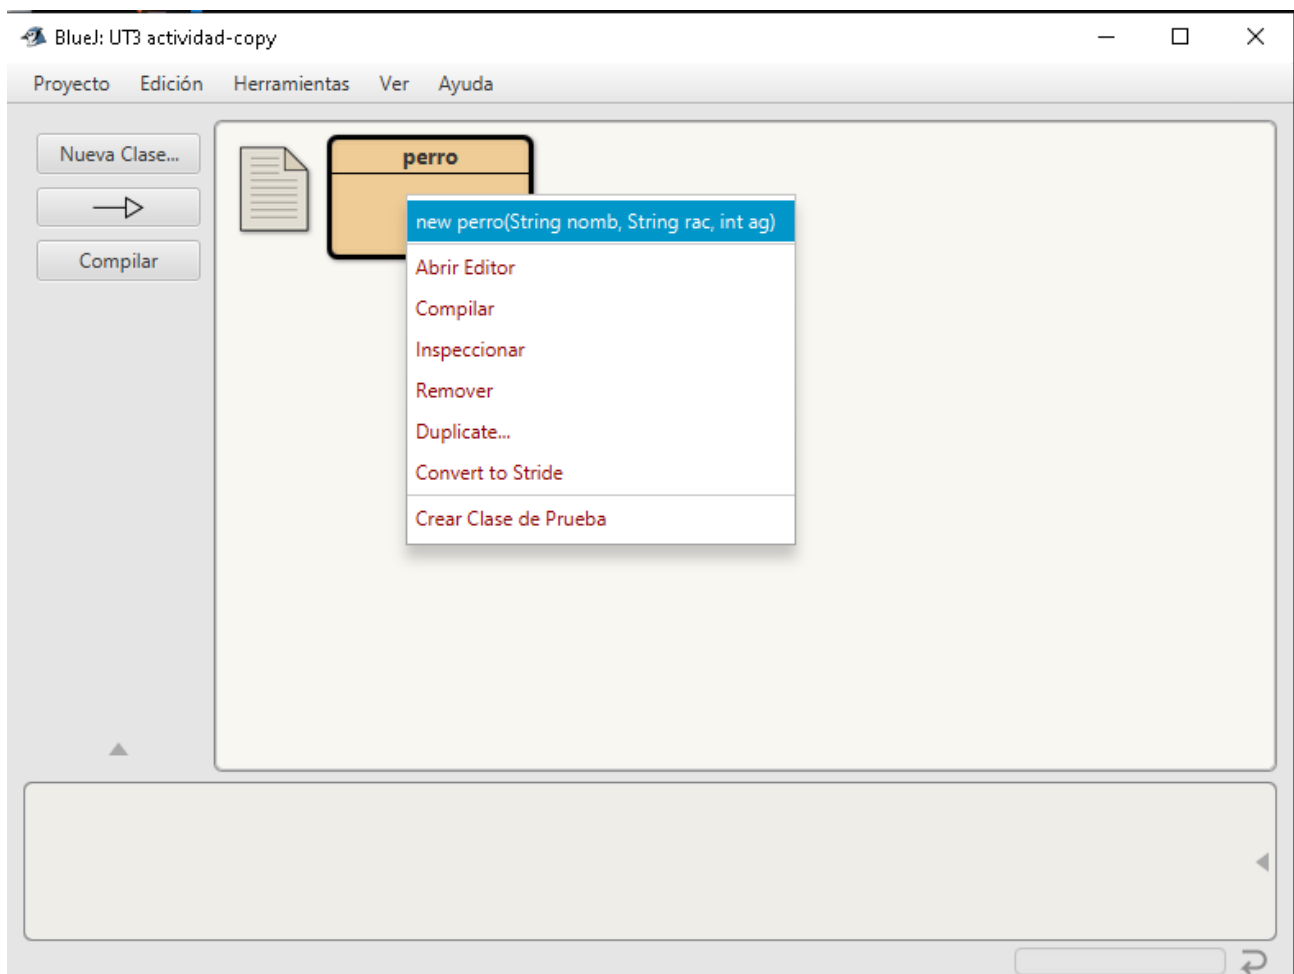 BlueJ: UT3 actividad-copy
Proyecto Edición Herramientas Ver Ayuda
Nueva Clase...
Compilar
perro
new perro(String nomb, String rac, int ag)
Abrir Editor
Compilar
Inspeccionar
Remover
Duplicate...
Convert to Stride
Crear Clase de Prueba